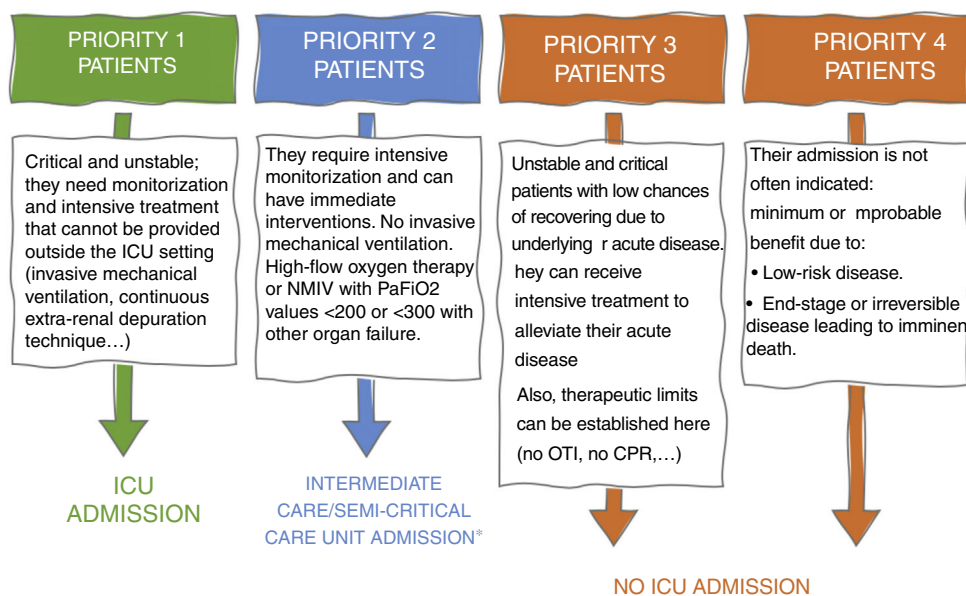 PRIORITY 1
PATIENTS
Critical and unstable;
they need monitorization
and intensive treatment
that cannot be provided
outside the ICU setting
(invasive mechanical
ventilation, continuous
extra-renal depuration
technique…)
ICU
ADMISSION
PRIORITY 2
PATIENTS
They require intensive
monitorization and can
have immediate
interventions. No invasive
mechanical ventilation.
High-flow oxygen therapy
or NMIV with PaFiO2
values <200 or <300 with
other organ failure.
INTERMEDIATE
CARE/SEMI-CRITICAL
CARE UNIT ADMISSION*
PRIORITY 3
PATIENTS
Unstable and critical
patients with low chances
of recovering due to
underlying r acute disease.
hey can receive
intensive treatment to
alleviate their acute
disease
Also, therapeutic limits
can be established here
(no OTI, no CPR,…)
PRIORITY 4
PATIENTS
Their admission is not
often indicated:
minimum or mprobable
benefit due to:
• Low-risk disease.
• End-stage or irreversible
disease leading to imminen
death.
NO ICU ADMISSION